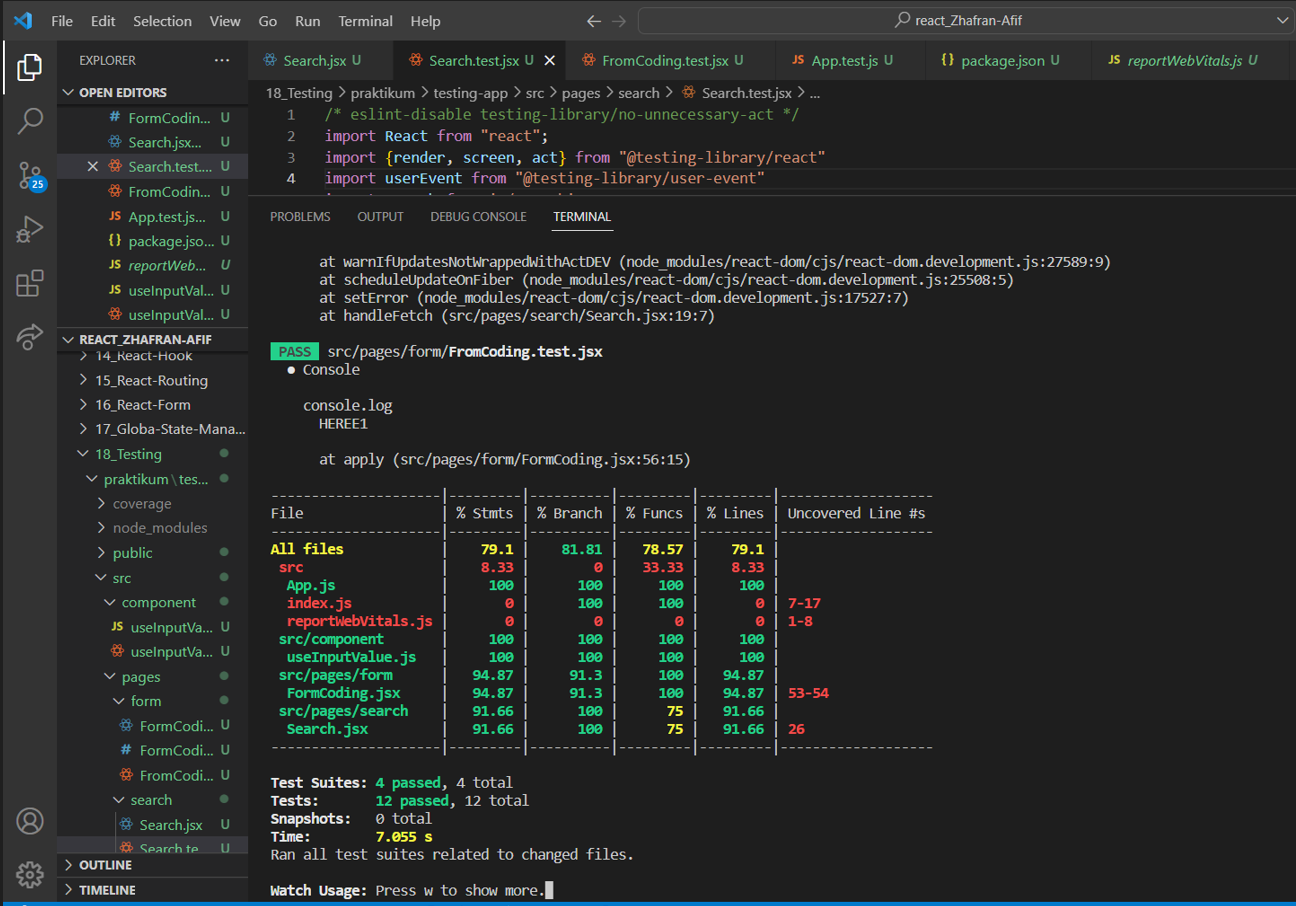 File Edit Selection View Go Run Terminal Help
react_Zhafran-Afif
EXPLORER
OPEN EDITORS
# FormCodin... U
Search.jsx... U
Search.test.... U
FromCodin... U
JS App.test.js... U
{} package.jso... U
JS reportWeb... U
JS useInputVal... U
useInputVal... U
REACT_ZHAFRAN-AFIF
14_React-Hook
15_React-Routing
16_React-Form
17_Globa-State-Mana...
18_Testing
praktikum \ tes...
coverage
node_modules
public
src
component
JS useInputVa... U
useInputVa... U
pages
form
FormCodi... U
# FormCodi... U
FromCodi... U
search
Search.jsx U
Search.te... U
OUTLINE
TIMELINE
25
Search.jsx U
Search.test.jsx U
FromCoding.test.jsx U
JS App.test.js U
{} package.json U
JS reportWebVitals.js U
18_Testing > praktikum > testing-app > src > pages > search > Search.test.jsx > ...
1 /* eslint-disable testing-library/no-unnecessary-act */
2 import React from "react";
3 import {render, screen, act} from "@testing-library/react"
4 import userEvent from "@testing-library/user-event"
PROBLEMS OUTPUT DEBUG CONSOLE TERMINAL
at warnIfUpdatesNotWrappedWithActDEV (node_modules/react-dom/cjs/react-dom.development.js:27589:9)
at scheduleUpdateOnFiber (node_modules/react-dom/cjs/react-dom.development.js:25508:5)
at setError (node_modules/react-dom/cjs/react-dom.development.js:17527:7)
at handleFetch (src/pages/search/Search.jsx:19:7)
PASS src/pages/form/FromCoding.test.jsx
● Console
console.log
HEREE1
at apply (src/pages/form/FormCoding.jsx:56:15)
---------------------|---------|----------|---------|---------|-------------------
File | % Stmts | % Branch | % Funcs | % Lines | Uncovered Line #s
---------------------|---------|----------|---------|---------|-------------------
All files | 79.1 | 81.81 | 78.57 | 79.1 |
src | 8.33 | 0 | 33.33 | 8.33 |
App.js | 100 | 100 | 100 | 100 |
index.js | 0 | 100 | 100 | 0 | 7-17
reportWebVitals.js | 0 | 0 | 0 | 0 | 1-8
src/component | 100 | 100 | 100 | 100 |
useInputValue.js | 100 | 100 | 100 | 100 |
src/pages/form | 94.87 | 91.3 | 100 | 94.87 |
FormCoding.jsx | 94.87 | 91.3 | 100 | 94.87 | 53-54
src/pages/search | 91.66 | 100 | 75 | 91.66 |
Search.jsx | 91.66 | 100 | 75 | 91.66 | 26
---------------------|---------|----------|---------|---------|-------------------
Test Suites: 4 passed, 4 total
Tests: 12 passed, 12 total
Snapshots: 0 total
Time: 7.055 s
Ran all test suites related to changed files.
Watch Usage: Press w to show more.